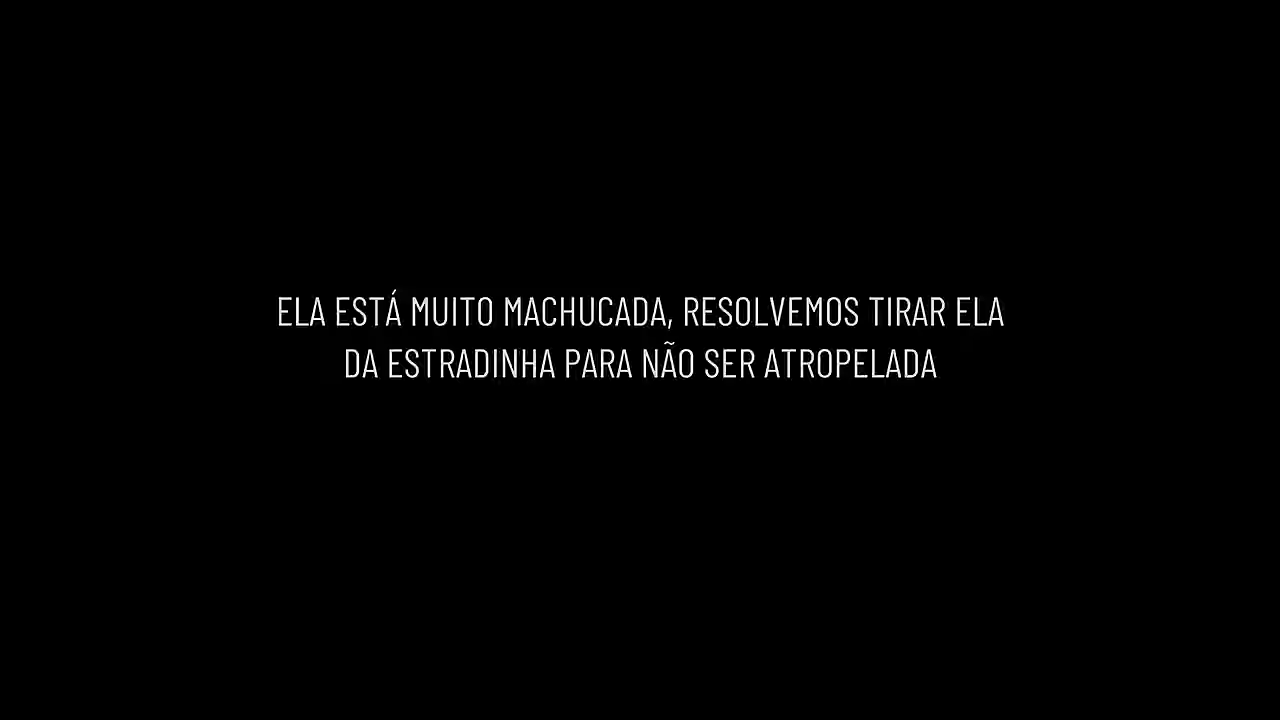 ELA ESTÁ MUITO MACHUCADA, RESOLVEMOS TIRAR ELA
DA ESTRADINHA PARA NÃO SER ATROPELADA